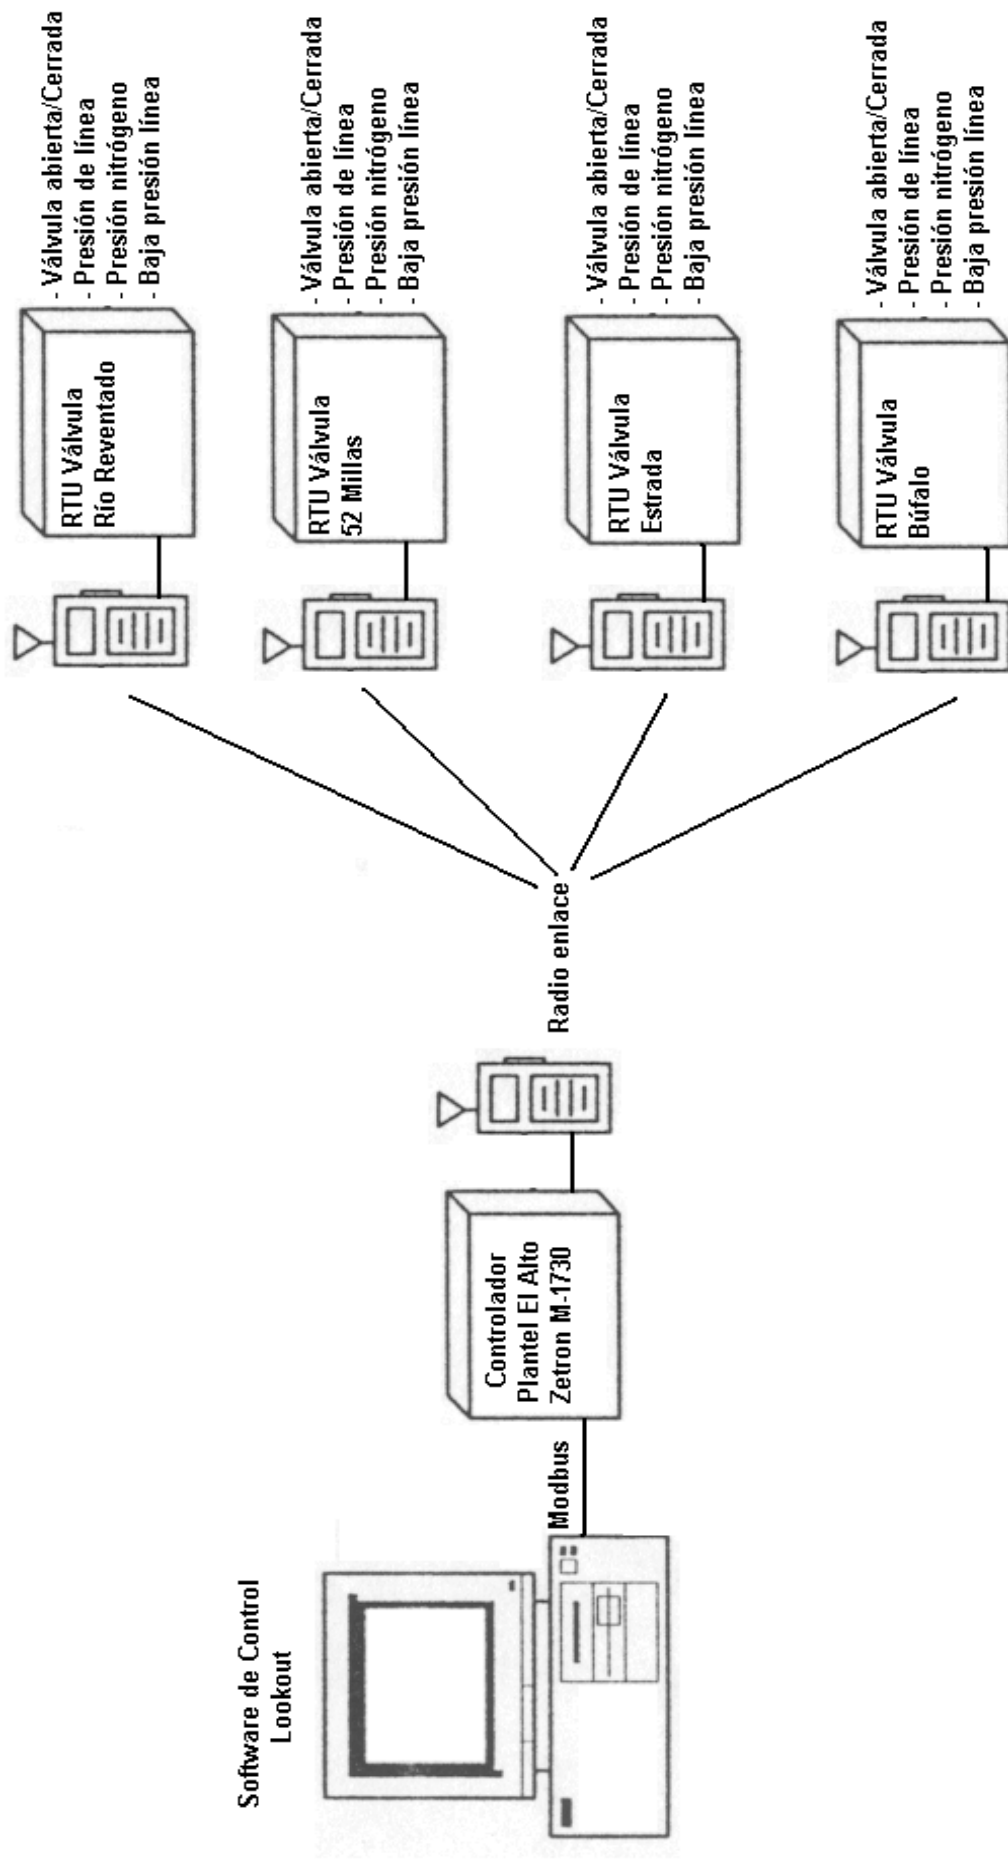 Software de Control
Lookout
Modbus
Controlador
Plantel El Alto
Zetron M-1730
Radio enlace
RTU Válvula
Río Reventado
- Válvula abierta/Cerrada
- Presión de línea
- Presión nitrógeno
- Baja presión línea
RTU Válvula
52 Millas
- Válvula abierta/Cerrada
- Presión de línea
- Presión nitrógeno
- Baja presión línea
RTU Válvula
Estrada
- Válvula abierta/Cerrada
- Presión de línea
- Presión nitrógeno
- Baja presión línea
RTU Válvula
Búfalo
- Válvula abierta/Cerrada
- Presión de línea
- Presión nitrógeno
- Baja presión línea